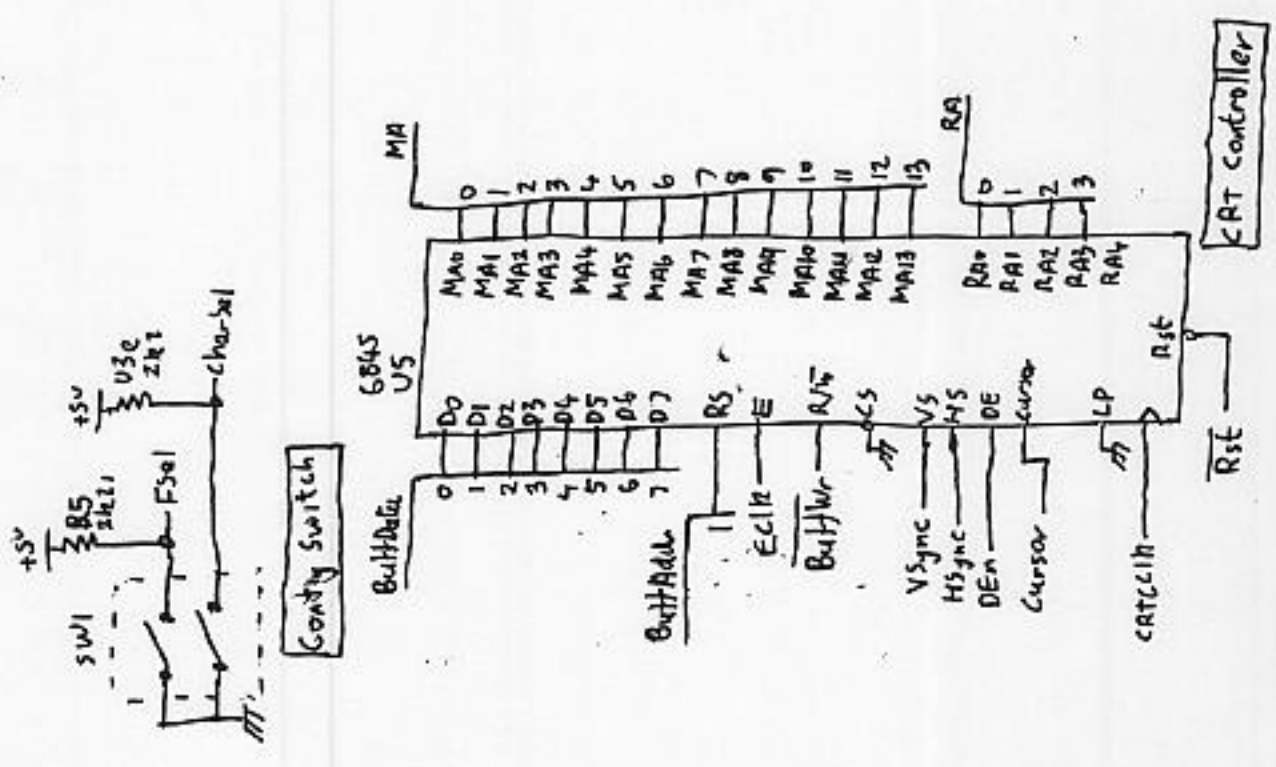 +5v
R5
2k2
FSel
+5v
U3e
2k2
CharSel
SW1
Config Switch
6845
U5
BuffData
0
1
2
3
4
5
6
7
D0
D1
D2
D3
D4
D5
D6
D7
BuffAddr
1
RS
EClk
E
BuffWr
R/W
CS
VSync
VS
HSync
HS
DEn
DE
Cursor
Cursor
LP
CRTCClk
Rst
Rst
MA
MA0
MA1
MA2
MA3
MA4
MA5
MA6
MA7
MA8
MA9
MA10
MA11
MA12
MA13
0
1
2
3
4
5
6
7
8
9
10
11
12
13
RA
RA0
RA1
RA2
RA3
RA4
0
1
2
3
CRT Controller